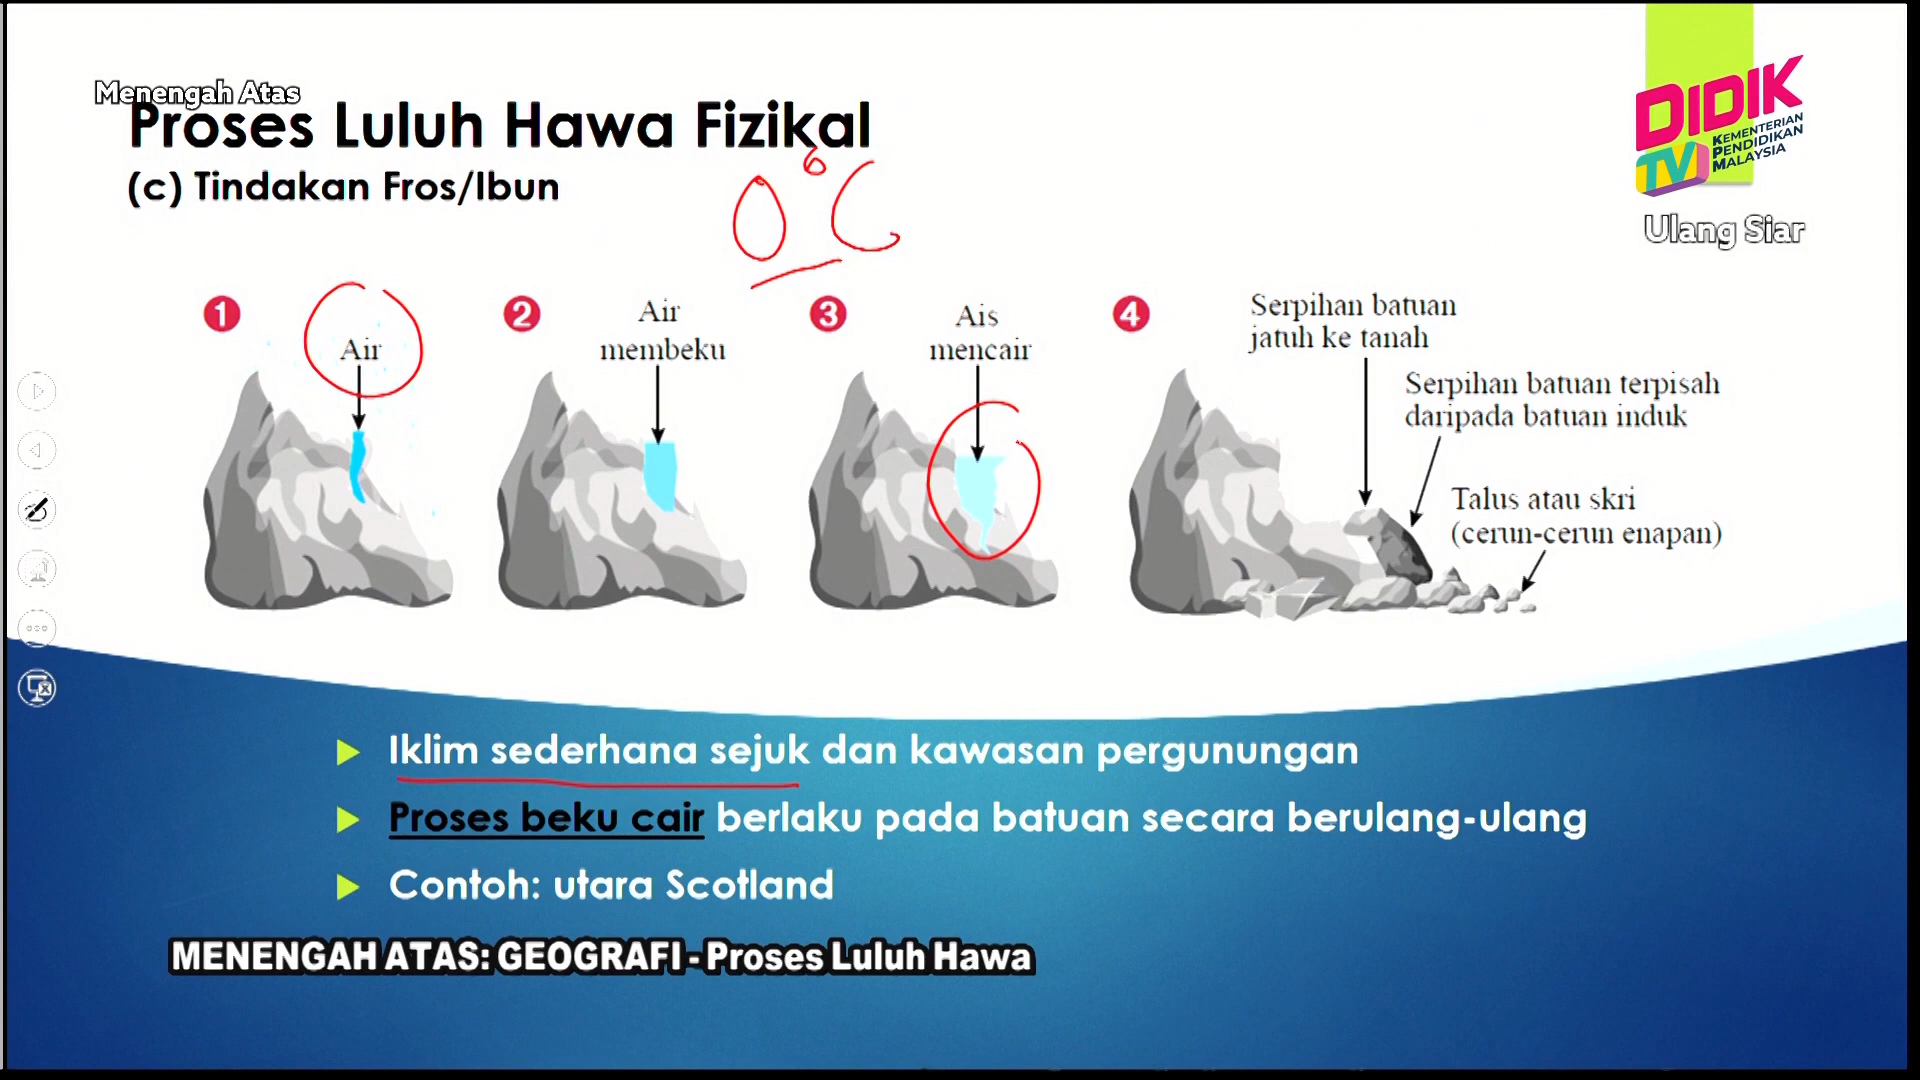 Menengah Atas
Proses Luluh Hawa Fizikal
(c) Tindakan Fros/Ibun
0°C
DIDIK
TV
KEMENTERIAN
PENDIDIKAN
MALAYSIA
Ulang Siar
1
Air
2
Air
membeku
3
Ais
mencair
4
Serpihan batuan
jatuh ke tanah
Serpihan batuan terpisah
daripada batuan induk
Talus atau skri
(cerun-cerun enapan)
Iklim sederhana sejuk dan kawasan pergunungan
Proses beku cair berlaku pada batuan secara berulang-ulang
Contoh: utara Scotland
MENENGAH ATAS: GEOGRAFI - Proses Luluh Hawa